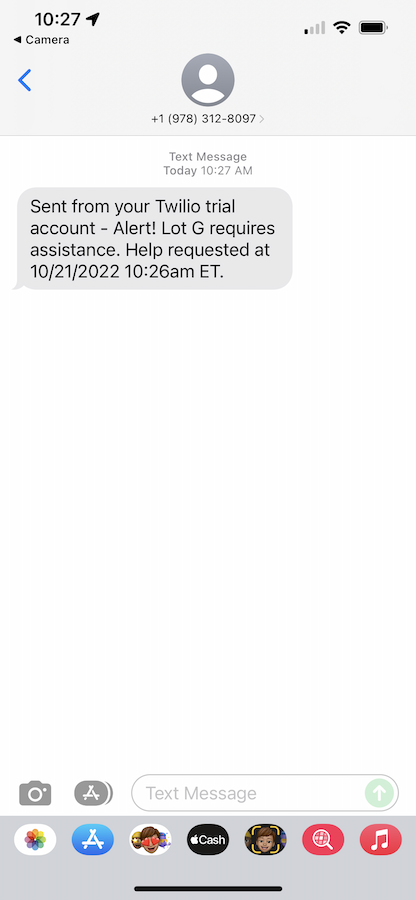 10:27
◀ Camera
+1 (978) 312-8097
Text Message
Today 10:27 AM
Sent from your Twilio trial
account - Alert! Lot G requires
assistance. Help requested at
10/21/2022 10:26am ET.
Text Message
Cash